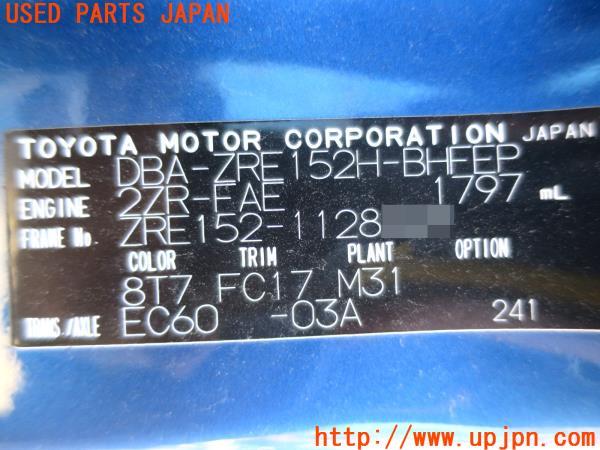 USED PARTS JAPAN
TOYOTA MOTOR CORPORATION JAPAN
MODEL DBA-ZRE152H-BHFEP
ENGINE 2ZR-FAE 1797 mL
FRAME No. ZRE152-1128
COLOR TRIM PLANT OPTION
8T7 FC17 M31
TRANS./AXLE EC60 -03A 241
UPJ http://www.upjpn.com